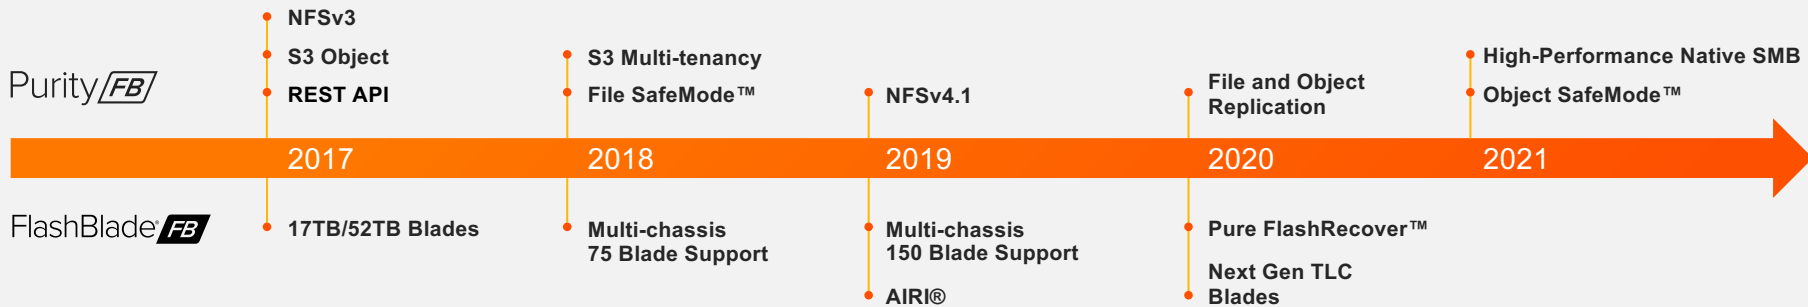 NFSv3
S3 Object
REST API
S3 Multi-tenancy
File SafeMode™
NFSv4.1
File and Object
Replication
High-Performance Native SMB
Object SafeMode™
Purity FB
2017
2018
2019
2020
2021
FlashBlade® FB
17TB/52TB Blades
Multi-chassis
75 Blade Support
Multi-chassis
150 Blade Support
AIRI®
Pure FlashRecover™
Next Gen TLC
Blades